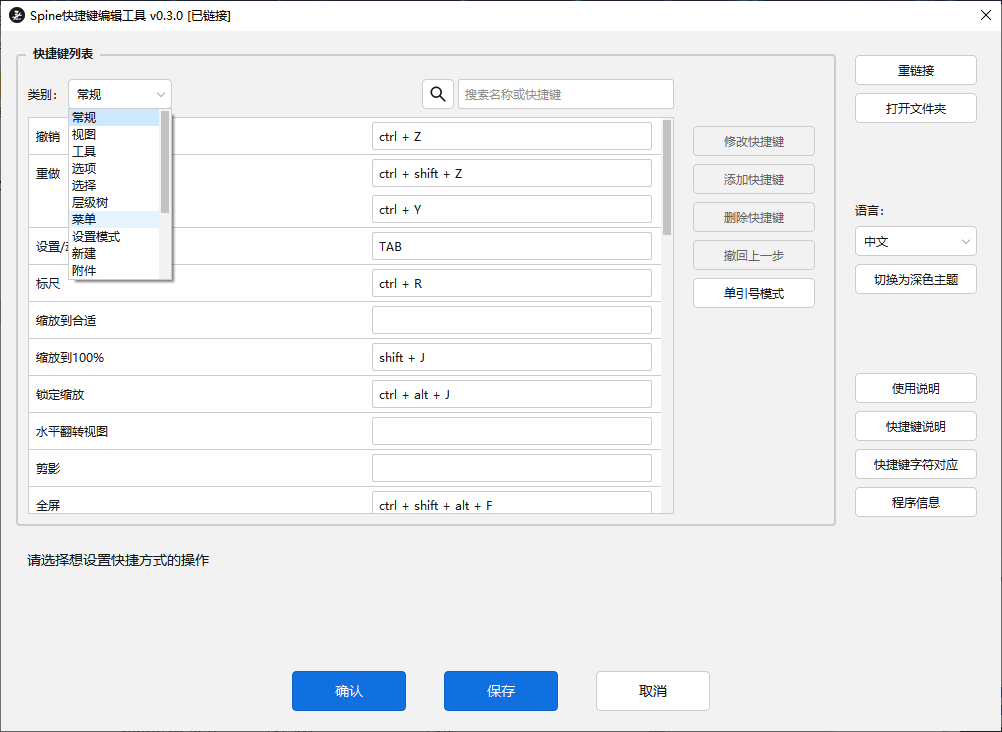 Spine快捷键编辑工具 v0.3.0 [已链接]
快捷键列表
类别：
常规
搜索名称或快捷键
常规
视图
工具
选项
选择
层级树
菜单
设置模式
新建
附件
撤销
ctrl + Z
重做
ctrl + shift + Z
ctrl + Y
设置/
TAB
标尺
ctrl + R
缩放到合适
缩放到100%
shift + J
锁定缩放
ctrl + alt + J
水平翻转视图
剪影
全屏
ctrl + shift + alt + F
修改快捷键
添加快捷键
删除快捷键
撤回上一步
单引号模式
重链接
打开文件夹
语言：
中文
切换为深色主题
使用说明
快捷键说明
快捷键字符对应
程序信息
请选择想设置快捷方式的操作
确认
保存
取消